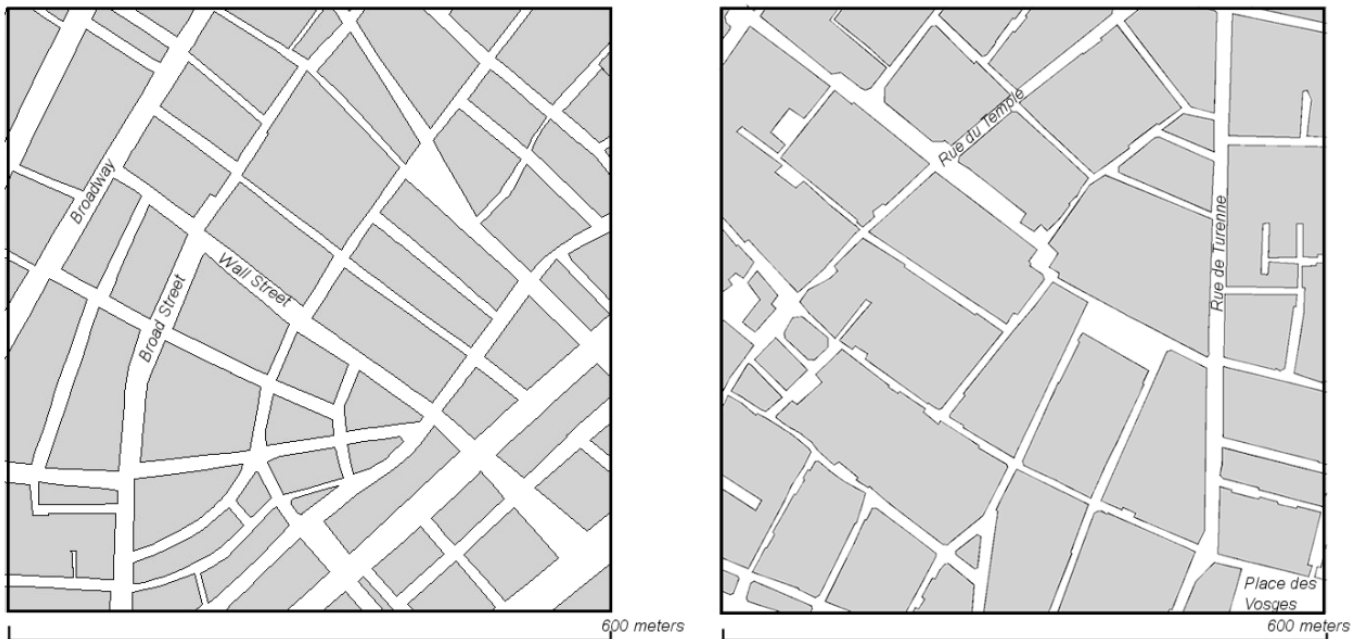 Broadway
Wall Street
Broad Street
600 meters
Rue du Temple
Rue de Turenne
Place des
Vosges
600 meters